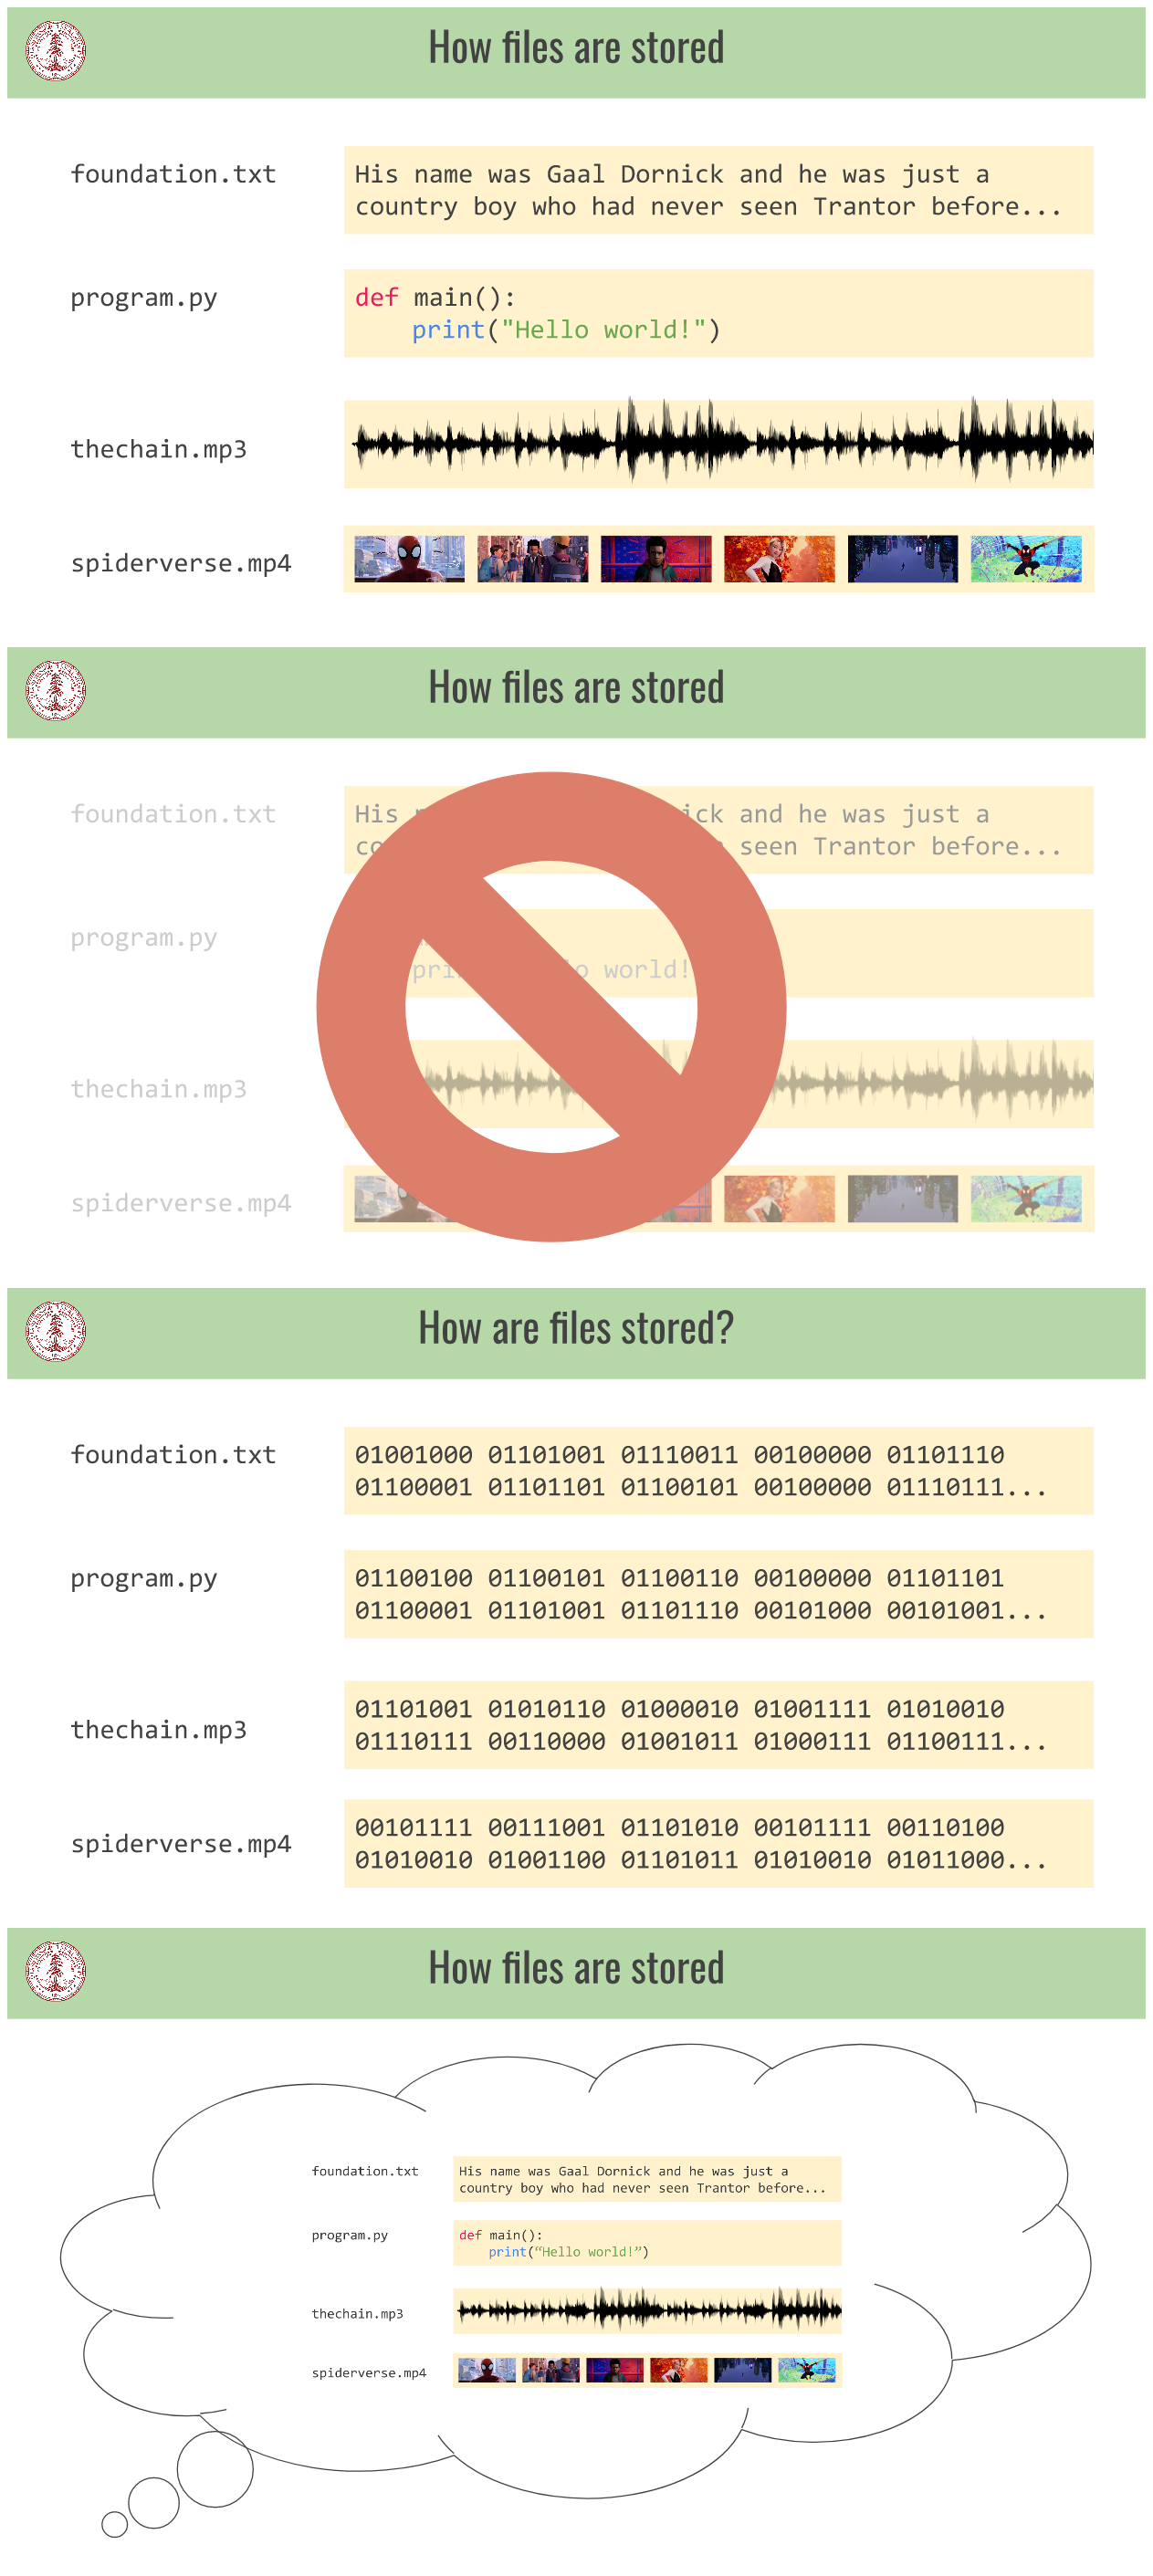 How files are stored
foundation.txt
His name was Gaal Dornick and he was just a
country boy who had never seen Trantor before...
program.py
def main():
print("Hello world!")
thechain.mp3
spiderverse.mp4
How files are stored
foundation.txt
His ick and he was just a
co seen Trantor before...
program.py
pri o world!
thechain.mp3
spiderverse.mp4
How are files stored?
foundation.txt
01001000 01101001 01110011 00100000 01101110
01100001 01101101 01100101 00100000 01110111...
program.py
01100100 01100101 01100110 00100000 01101101
01100001 01101001 01101110 00101000 00101001...
thechain.mp3
01101001 01010110 01000010 01001111 01010010
01110111 00110000 01001011 01000111 01100111...
spiderverse.mp4
00101111 00111001 01101010 00101111 00110100
01010010 01001100 01101011 01010010 01011000...
How files are stored
foundation.txt
His name was Gaal Dornick and he was just a
country boy who had never seen Trantor before...
program.py
def main():
print(“Hello world!”)
thechain.mp3
spiderverse.mp4